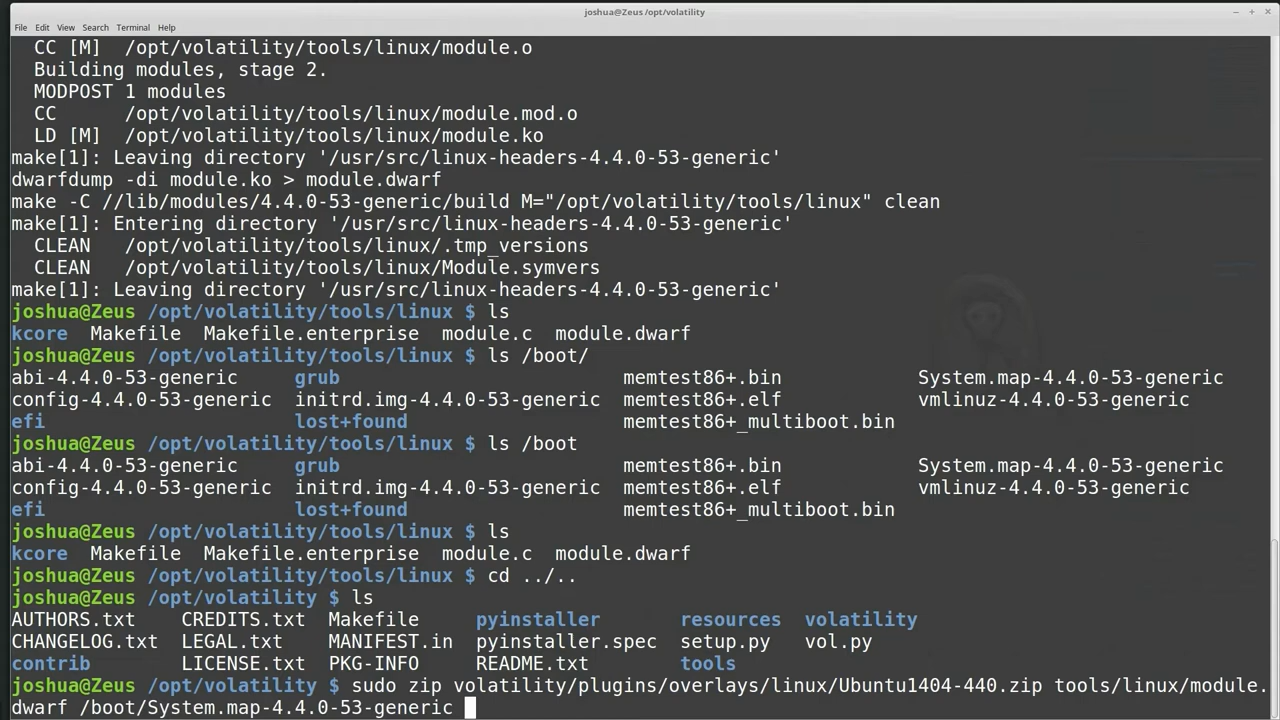 joshua@Zeus /opt/volatility
File Edit View Search Terminal Help
  CC [M]  /opt/volatility/tools/linux/module.o
  Building modules, stage 2.
  MODPOST 1 modules
  CC      /opt/volatility/tools/linux/module.mod.o
  LD [M]  /opt/volatility/tools/linux/module.ko
make[1]: Leaving directory '/usr/src/linux-headers-4.4.0-53-generic'
dwarfdump -di module.ko > module.dwarf
make -C //lib/modules/4.4.0-53-generic/build M="/opt/volatility/tools/linux" clean
make[1]: Entering directory '/usr/src/linux-headers-4.4.0-53-generic'
  CLEAN   /opt/volatility/tools/linux/.tmp_versions
  CLEAN   /opt/volatility/tools/linux/Module.symvers
make[1]: Leaving directory '/usr/src/linux-headers-4.4.0-53-generic'
joshua@Zeus /opt/volatility/tools/linux $ ls
kcore  Makefile  Makefile.enterprise  module.c  module.dwarf
joshua@Zeus /opt/volatility/tools/linux $ ls /boot/
abi-4.4.0-53-generic     grub                         memtest86+.bin            System.map-4.4.0-53-generic
config-4.4.0-53-generic  initrd.img-4.4.0-53-generic  memtest86+.elf            vmlinuz-4.4.0-53-generic
efi                      lost+found                   memtest86+_multiboot.bin
joshua@Zeus /opt/volatility/tools/linux $ ls /boot
abi-4.4.0-53-generic     grub                         memtest86+.bin            System.map-4.4.0-53-generic
config-4.4.0-53-generic  initrd.img-4.4.0-53-generic  memtest86+.elf            vmlinuz-4.4.0-53-generic
efi                      lost+found                   memtest86+_multiboot.bin
joshua@Zeus /opt/volatility/tools/linux $ ls
kcore  Makefile  Makefile.enterprise  module.c  module.dwarf
joshua@Zeus /opt/volatility/tools/linux $ cd ../..
joshua@Zeus /opt/volatility $ ls
AUTHORS.txt    CREDITS.txt  Makefile     pyinstaller       resources  volatility
CHANGELOG.txt  LEGAL.txt    MANIFEST.in  pyinstaller.spec  setup.py   vol.py
contrib        LICENSE.txt  PKG-INFO     README.txt        tools
joshua@Zeus /opt/volatility $ sudo zip volatility/plugins/overlays/linux/Ubuntu1404-440.zip tools/linux/module.
dwarf /boot/System.map-4.4.0-53-generic